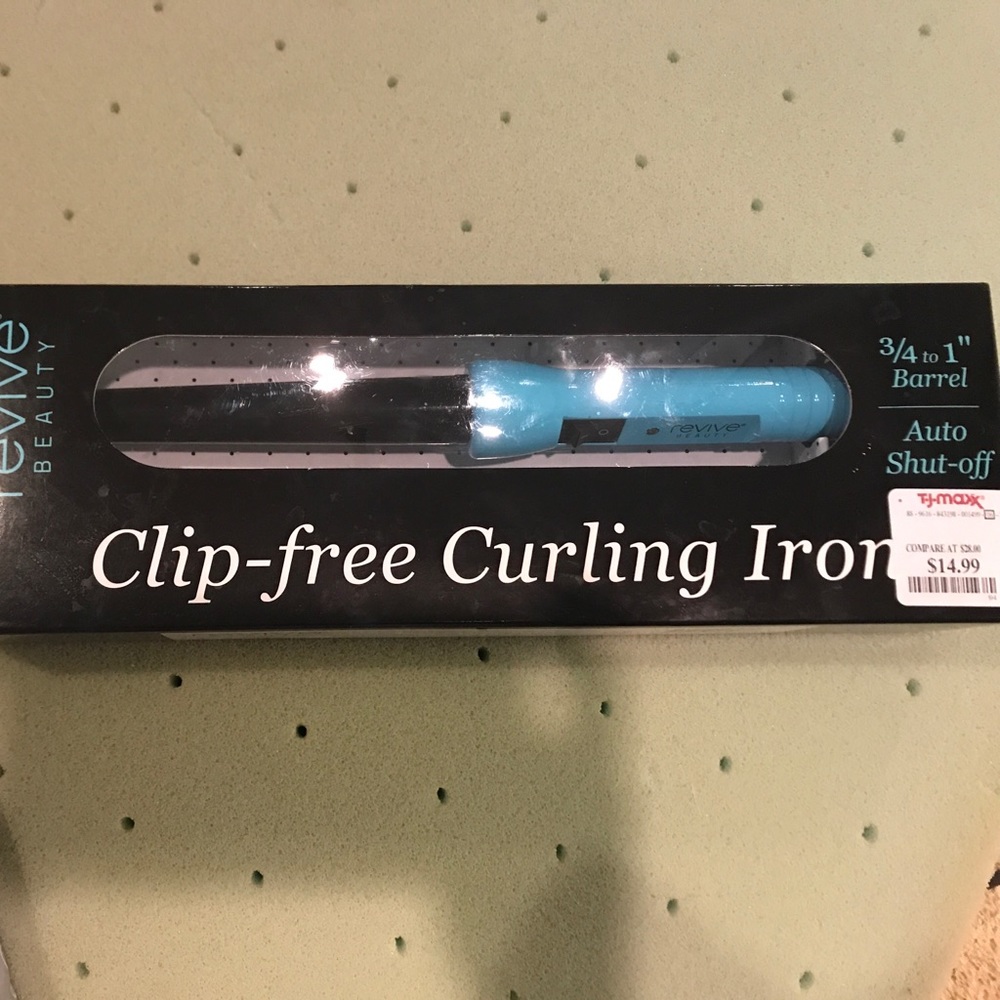 revive
BEAUTY
revive
BEAUTY
3/4 to 1"
Barrel
Auto
Shut-off
Clip-free Curling Iron
T·J·maxx
COMPARE AT $28.00
$14.99